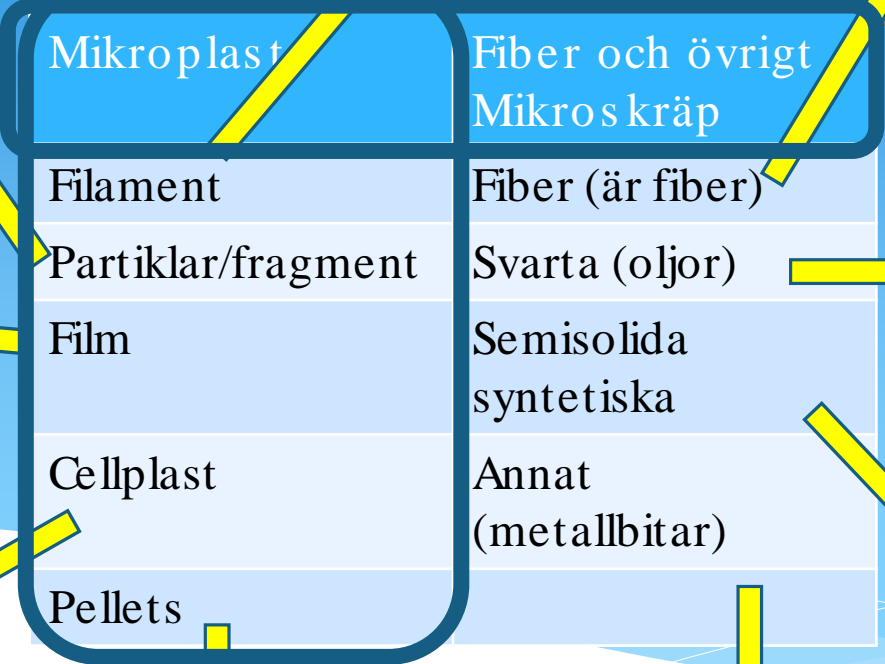 Mikroplast
Fiber och övrigt
Mikroskräp
Filament
Fiber (är fiber)
Partiklar/fragment
Svarta (oljor)
Film
Semisolida
syntetiska
Cellplast
Annat
(metallbitar)
Pellets